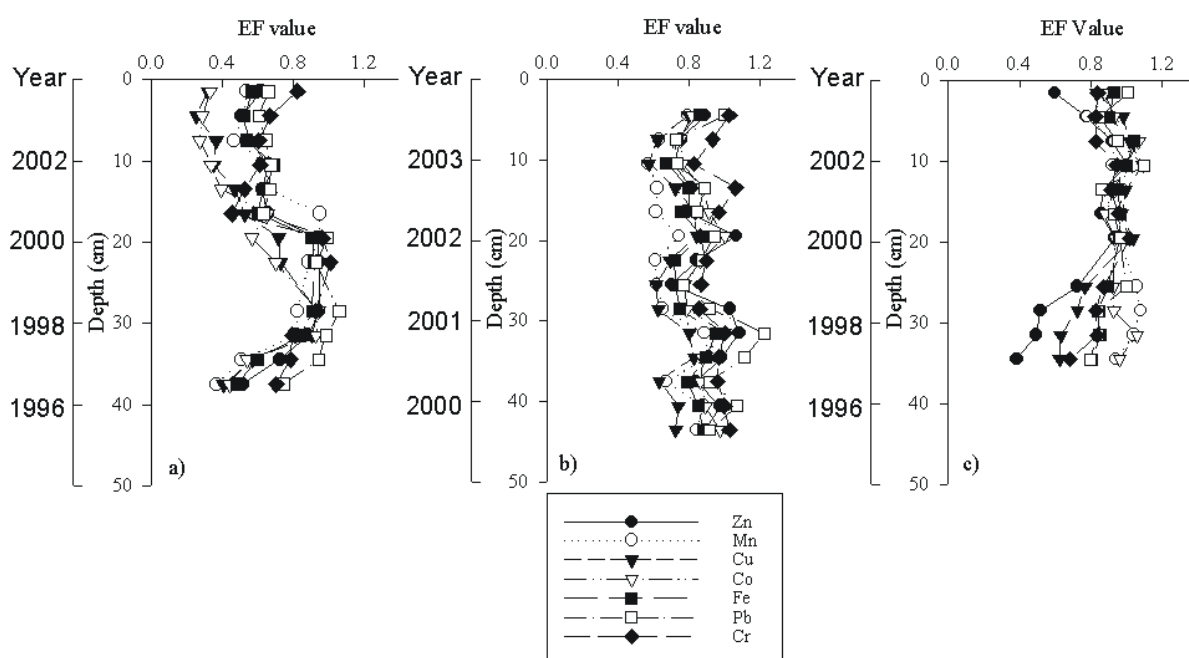 EF value EF value EF Value
0.0 0.4 0.8 1.2 0.0 0.4 0.8 1.2 0.0 0.4 0.8 1.2
Year 0 Year 0 Year 0
2002 10 2003 10 2002 10
2000 20 2002 20 2000 20
1998 30 2001 30 1998 30
1996 40 2000 40 1996 40
50 50 50
Depth (cm) Depth (cm) Depth (cm)
a) b) c)
Zn
Mn
Cu
Co
Fe
Pb
Cr